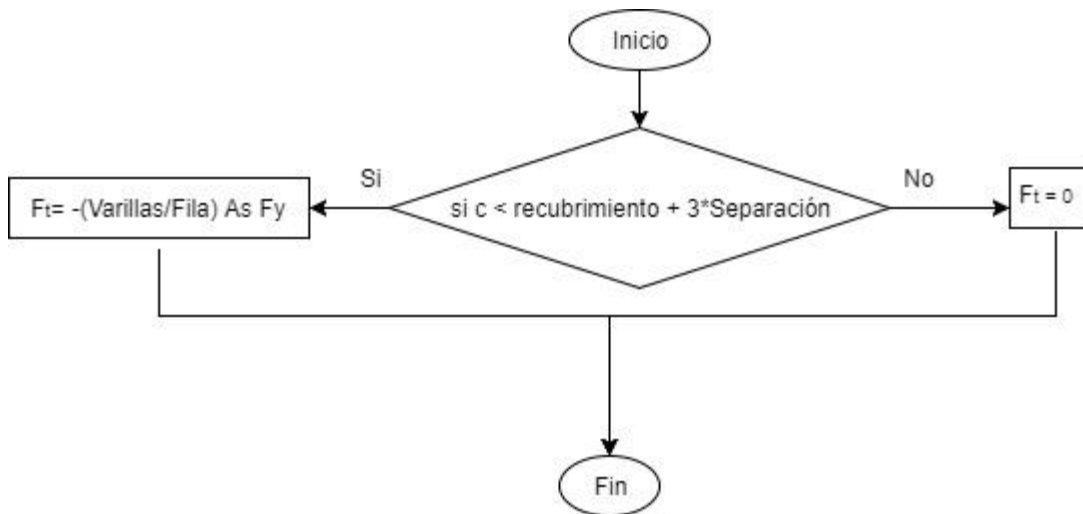 Inicio
Si
No
Ft= -(Varillas/Fila) As Fy
si c < recubrimiento + 3*Separación
Ft = 0
Fin